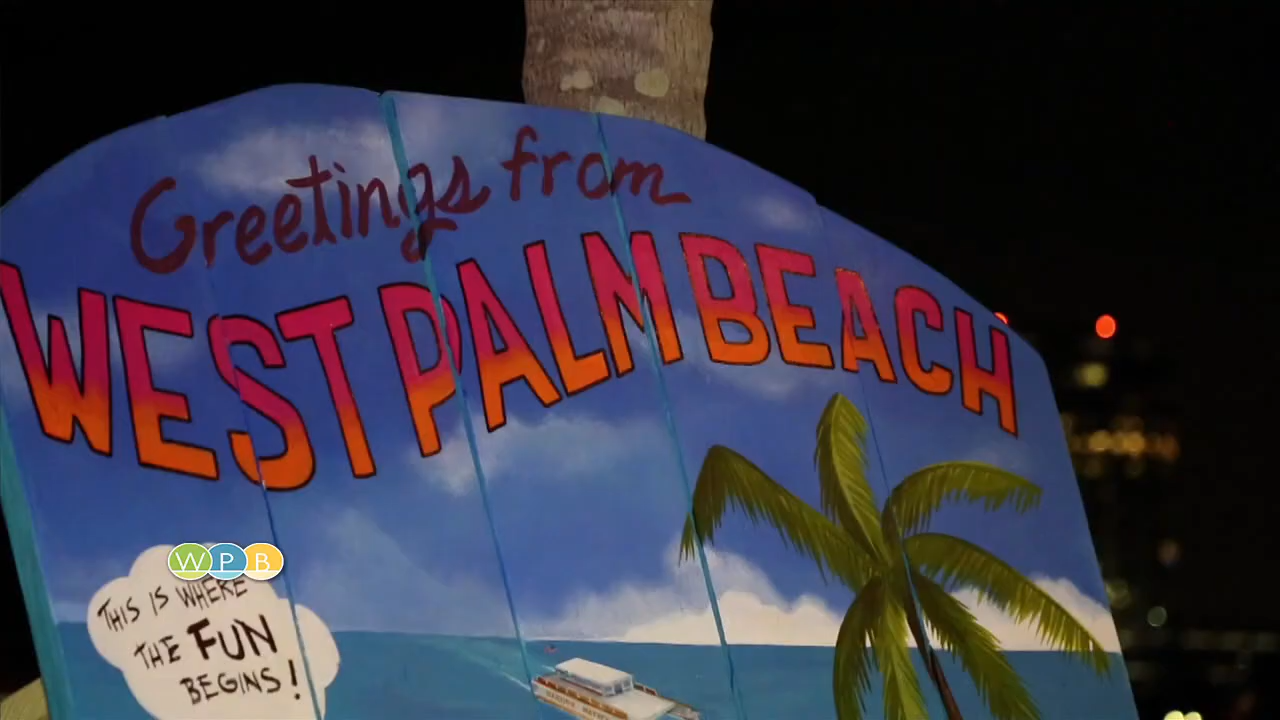 Greetings from
WEST PALM BEACH
WPB
THIS IS WHERE
THE FUN
BEGINS!